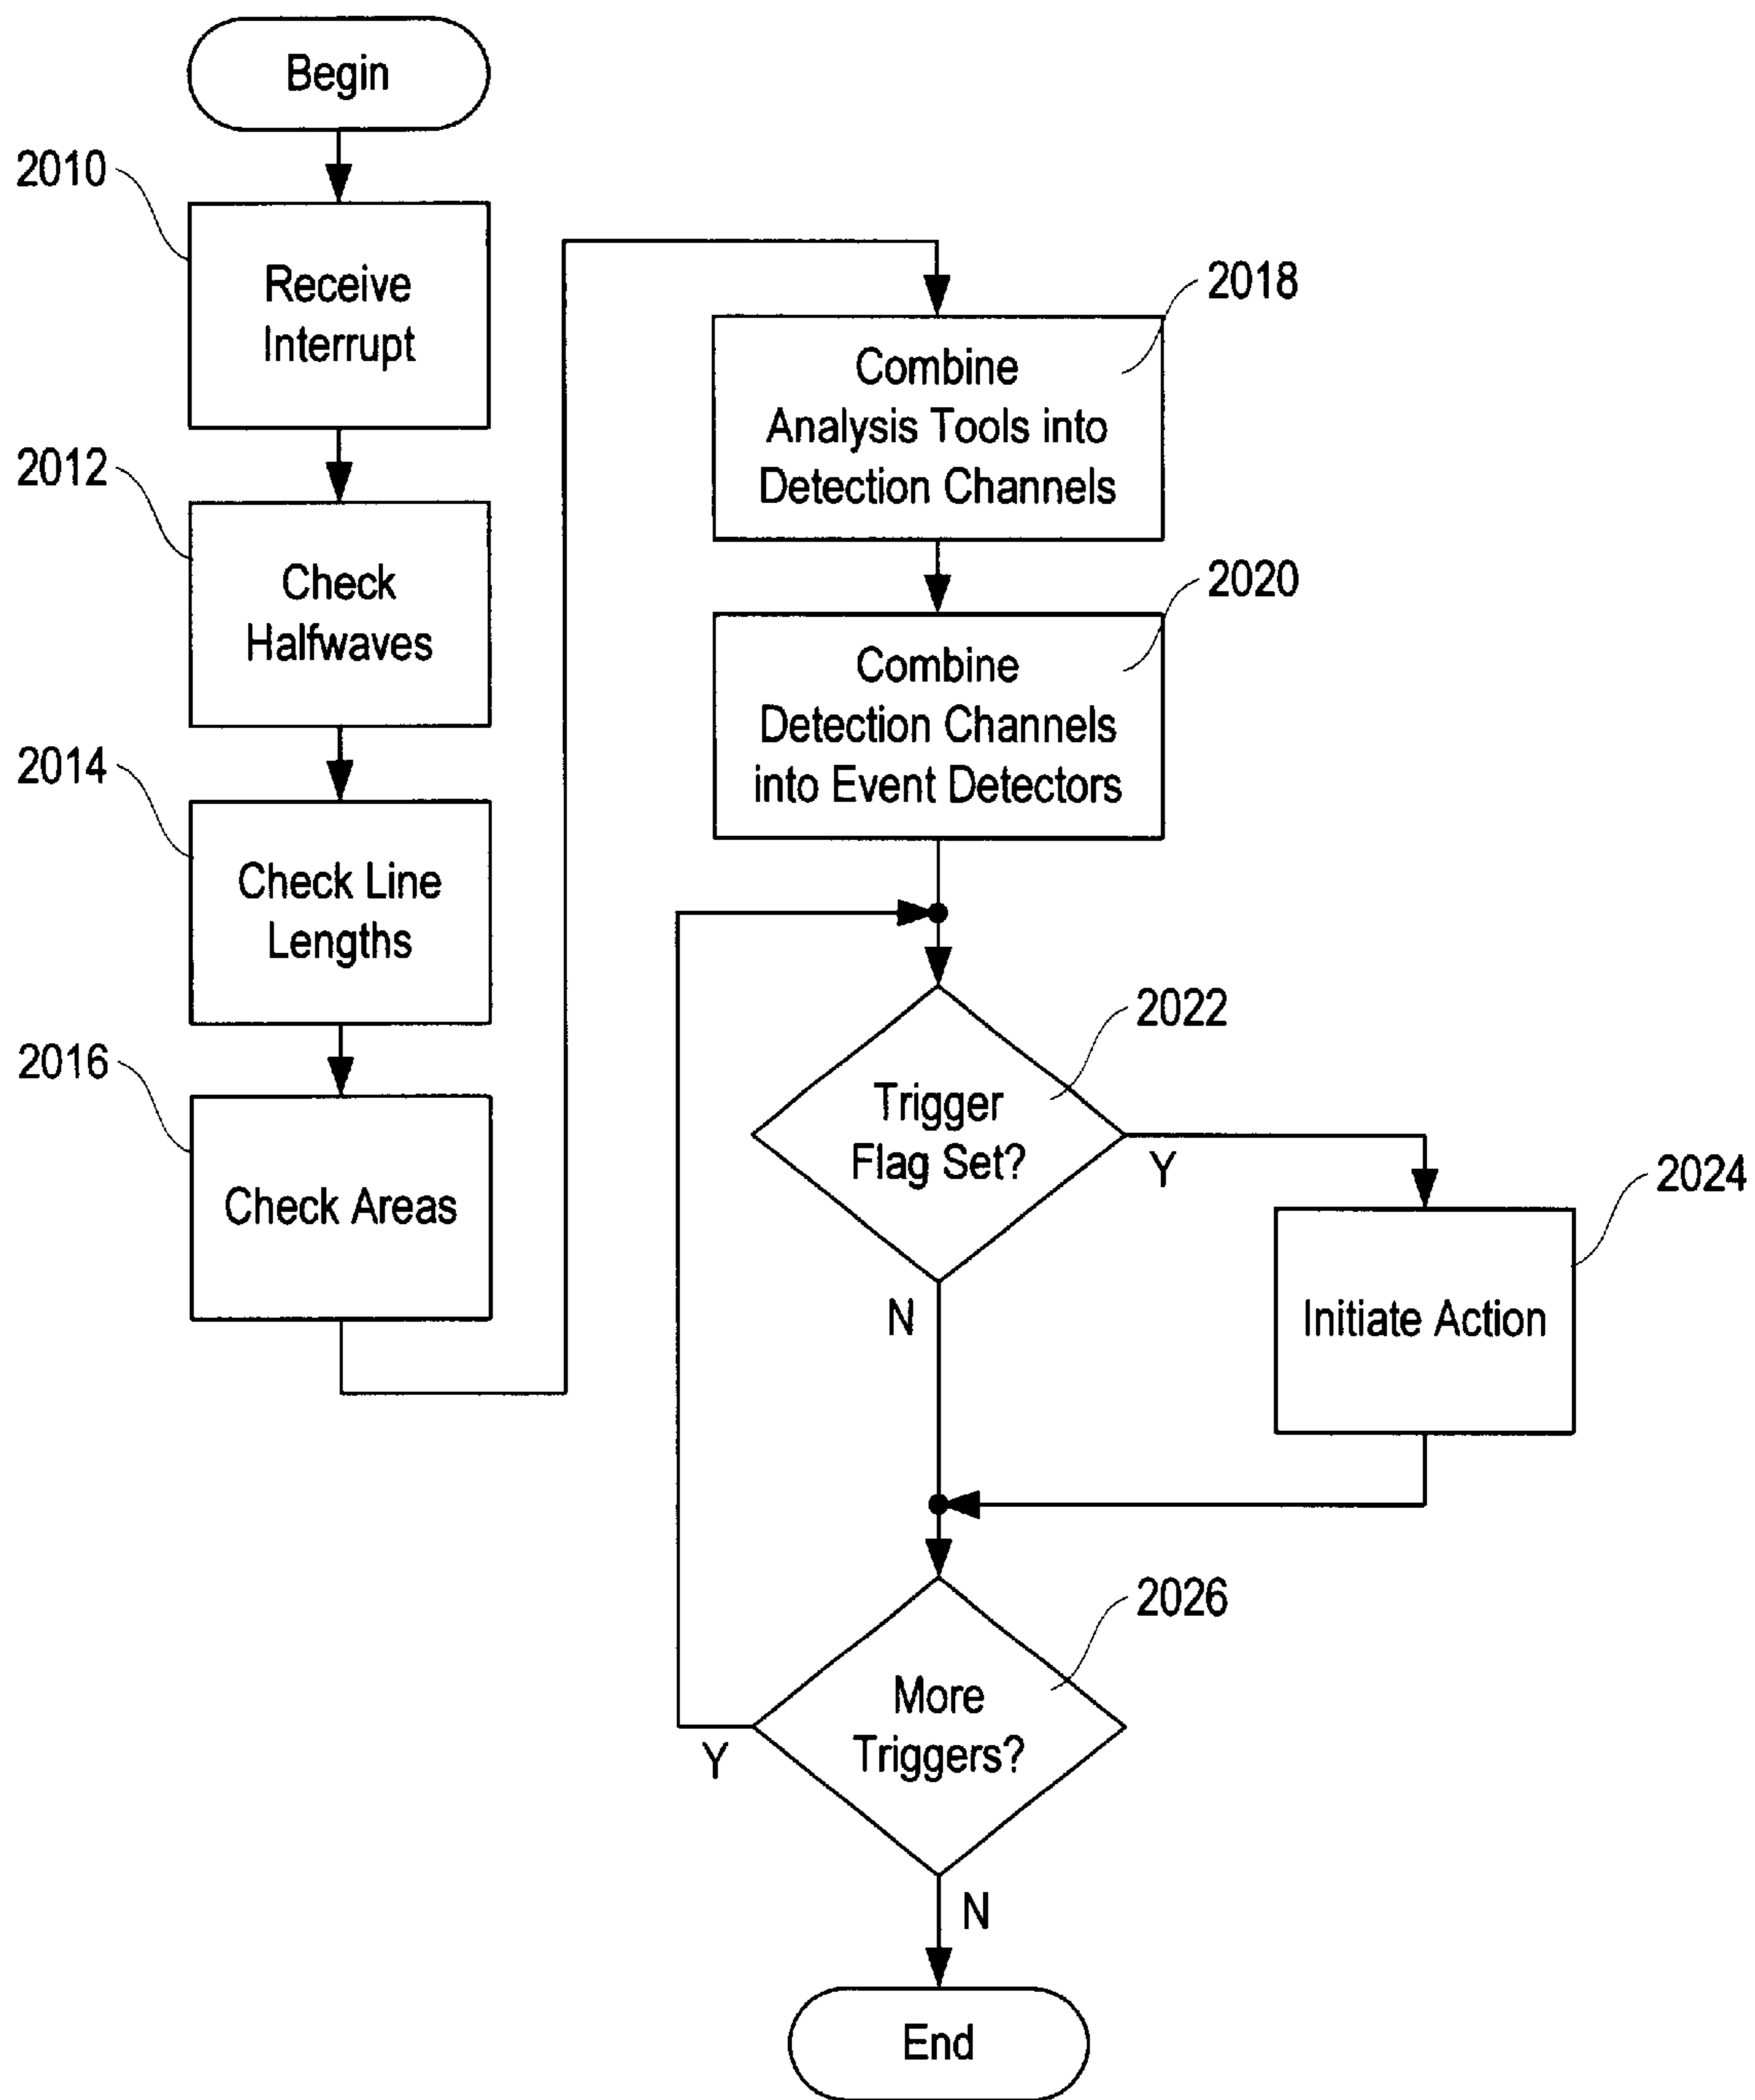 Begin
2010
Receive
Interrupt
2012
Check
Halfwaves
2014
Check Line
Lengths
2016
Check Areas
2018
Combine
Analysis Tools into
Detection Channels
2020
Combine
Detection Channels
into Event Detectors
2022
Trigger
Flag Set?
Y
N
2024
Initiate Action
2026
More
Triggers?
Y
N
End